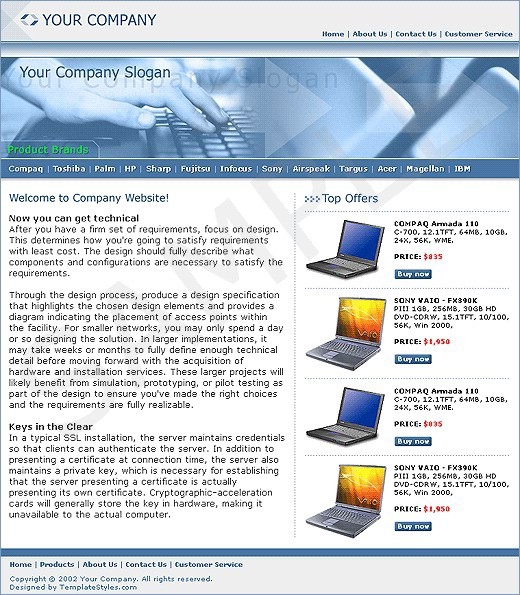 YOUR COMPANY
Home | About Us | Contact Us | Customer Service
Your Company Slogan
Your Company Slogan
Product Brands
Compaq | Toshiba | Palm | HP | Sharp | Fujitsu | Infocus | Sony | Airspeak | Targus | Acer | Magellan | IBM
Welcome to Company Website!
Now you can get technical
After you have a firm set of requirements, focus on design.
This determines how you're going to satisfy requirements
with least cost. The design should fully describe what
components and configurations are necessary to satisfy the
requirements.
Through the design process, produce a design specification
that highlights the chosen design elements and provides a
diagram indicating the placement of access points within
the facility. For smaller networks, you may only spend a day
or so designing the solution. In larger implementations, it
may take weeks or months to fully define enough technical
detail before moving forward with the acquisition of
hardware and installation services. These larger projects will
likely benefit from simulation, prototyping, or pilot testing as
part of the design to ensure you've made the right choices
and the requirements are fully realizable.
Keys in the Clear
In a typical SSL installation, the server maintains credentials
so that clients can authenticate the server. In addition to
presenting a certificate at connection time, the server also
maintains a private key, which is necessary for establishing
that the server presenting a certificate is actually
presenting its own certificate. Cryptographic-acceleration
cards will generally store the key in hardware, making it
unavailable to the actual computer.
Top Offers
COMPAQ Armada 110
C-700, 12.1TFT, 64MB, 10GB,
24X, 56K, WME.
PRICE: $835
Buy now
SONY VAIO - FX390K
PIII 1GB, 256MB, 30GB HD
DVD-CDRW, 15.1TFT, 10/100,
56K, Win 2000,
PRICE: $1,950
Buy now
COMPAQ Armada 110
C-700, 12.1TFT, 64MB, 10GB,
24X, 56K, WME.
PRICE: $835
Buy now
SONY VAIO - FX390K
PIII 1GB, 256MB, 30GB HD
DVD-CDRW, 15.1TFT, 10/100,
56K, Win 2000,
PRICE: $1,950
Buy now
Home | Products | About Us | Contact Us | Customer Service
Copyright © 2002 Your Company. All rights reserved.
Designed by TemplateStyles.com